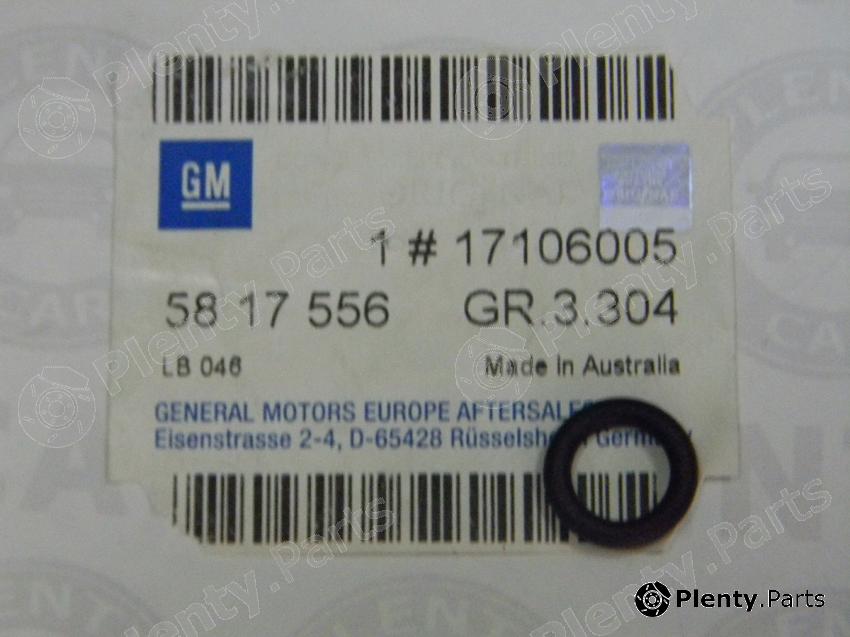 GM
1 # 17106005
58 17 556 GR.3.304
LB 046 Made in Australia
GENERAL MOTORS EUROPE AFTERSALES
Eisenstrasse 2-4, D-65428 Germany
Plenty.Parts